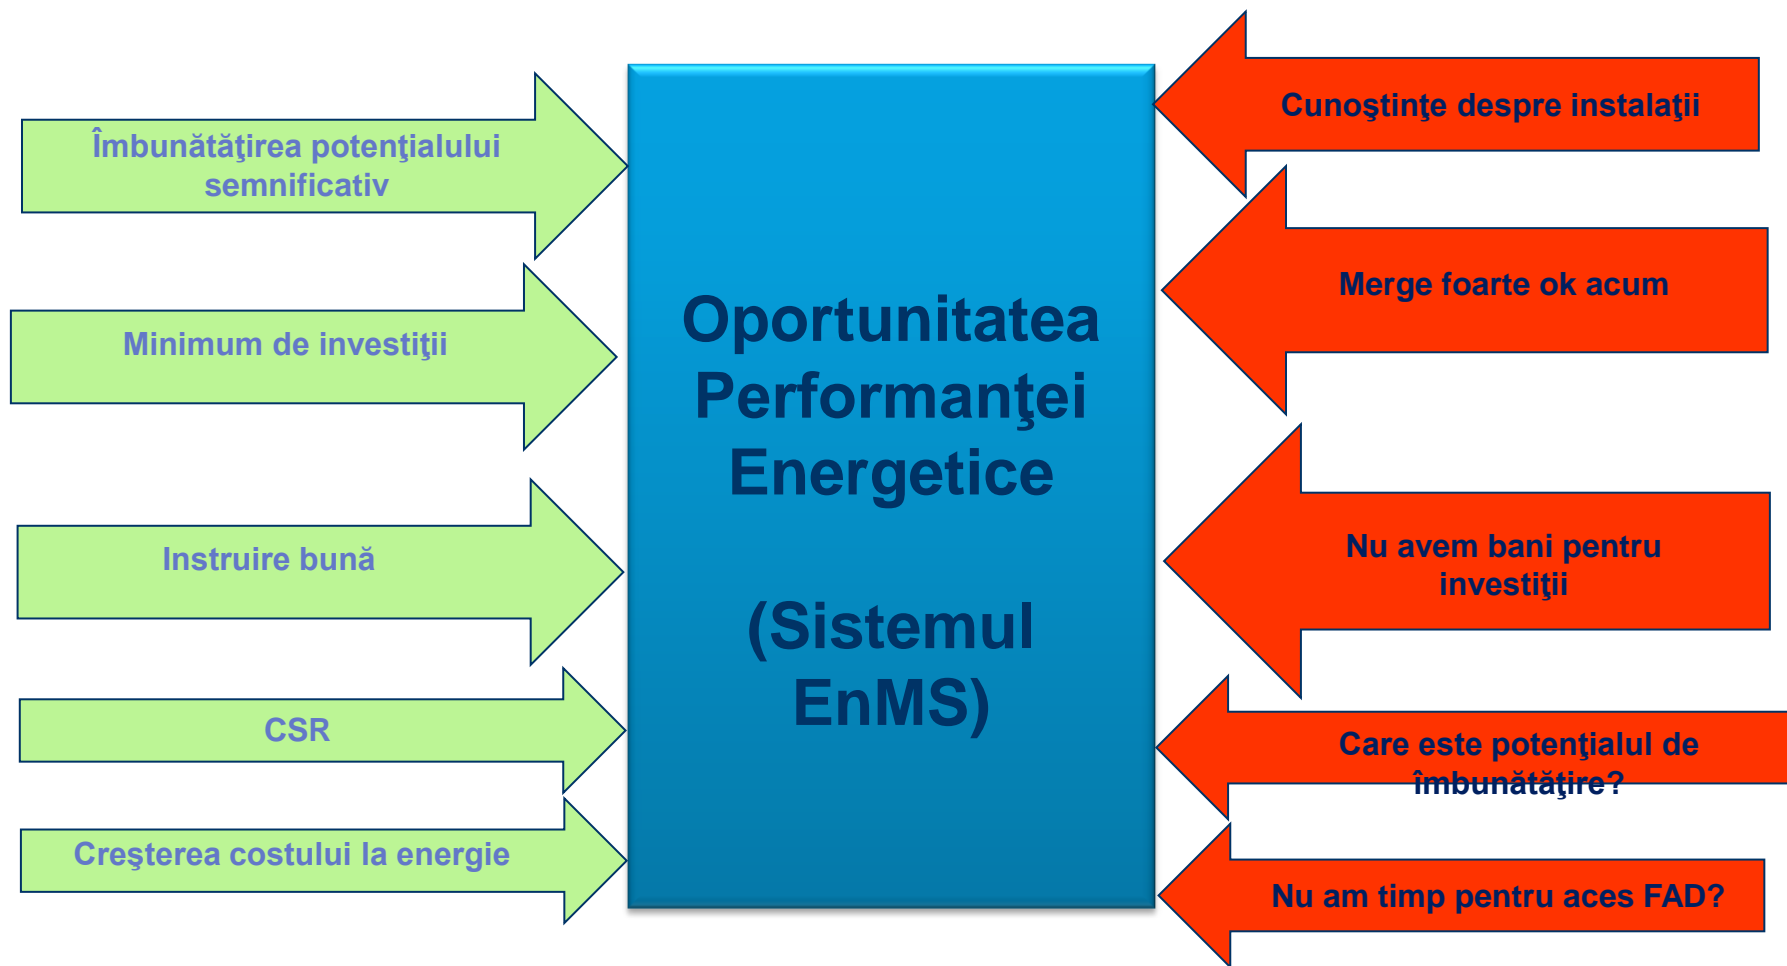 Îmbunătăţirea potenţialului
semnificativ
Minimum de investiţii
Instruire bună
CSR
Creşterea costului la energie
Oportunitatea
Performanţei
Energetice
(Sistemul
EnMS)
Cunoştinţe despre instalaţii
Merge foarte ok acum
Nu avem bani pentru
investiţii
Care este potenţialul de
îmbunătăţire?
Nu am timp pentru aces FAD?